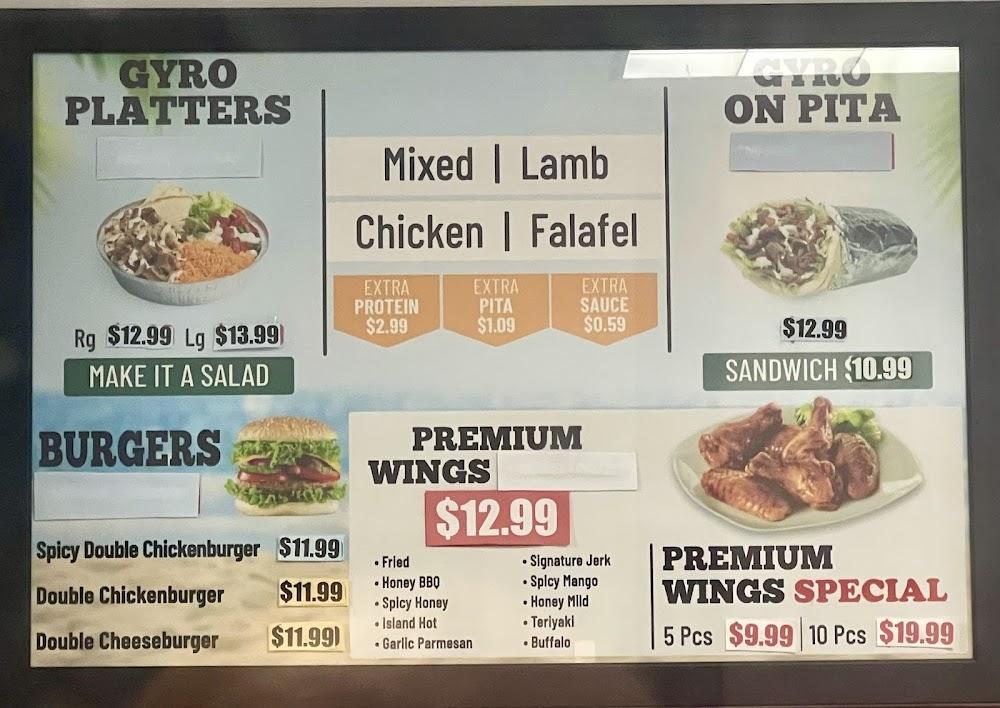 GYRO
PLATTERS
Rg $12.99 Lg $13.99
MAKE IT A SALAD
Mixed | Lamb
Chicken | Falafel
EXTRA
PROTEIN
$2.99
EXTRA
PITA
$1.09
EXTRA
SAUCE
$0.59
GYRO
ON PITA
$12.99
SANDWICH $10.99
BURGERS
Spicy Double Chickenburger $11.99
Double Chickenburger $11.99
Double Cheeseburger $11.99
PREMIUM
WINGS
$12.99
• Fried
• Honey BBQ
• Spicy Honey
• Island Hot
• Garlic Parmesan
• Signature Jerk
• Spicy Mango
• Honey Mild
• Teriyaki
• Buffalo
PREMIUM
WINGS SPECIAL
5 Pcs $9.99 | 10 Pcs $19.99